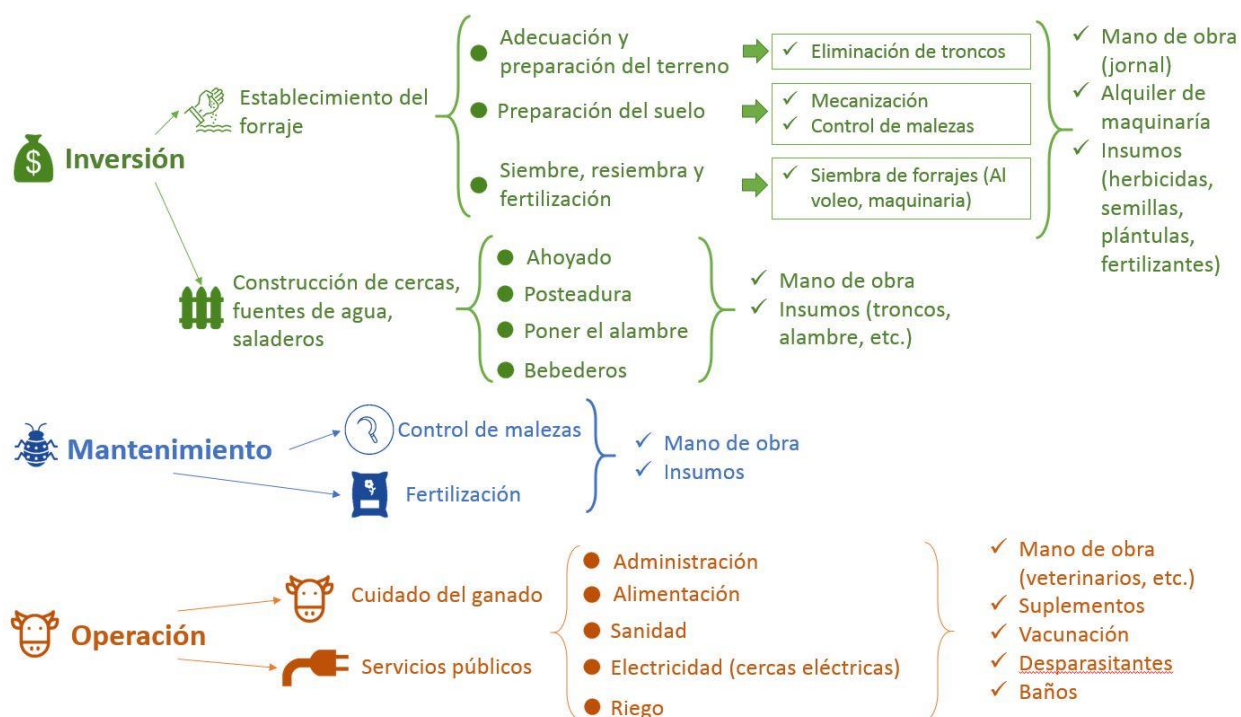 Inversión
Establecimiento del
forraje
Adecuación y
preparación del terreno
Eliminación de troncos
Preparación del suelo
Mecanización
Control de malezas
Siembre, resiembra y
fertilización
Siembra de forrajes (Al
voleo, maquinaria)
Mano de obra
(jornal)
Alquiler de
maquinaría
Insumos
(herbicidas,
semillas,
plántulas,
fertilizantes)
Construcción de cercas,
fuentes de agua,
saladeros
Ahoyado
Posteadura
Poner el alambre
Bebederos
Mano de obra
Insumos (troncos,
alambre, etc.)
Mantenimiento
Control de malezas
Fertilización
Mano de obra
Insumos
Operación
Cuidado del ganado
Servicios públicos
Administración
Alimentación
Sanidad
Electricidad (cercas eléctricas)
Riego
Mano de obra
(veterinarios, etc.)
Suplementos
Vacunación
Desparasitantes
Baños